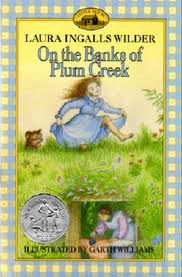 LAURA INGALLS WILDER
On the Banks of
Plum Creek
ILLUSTRATED BY GARTH WILLIAMS